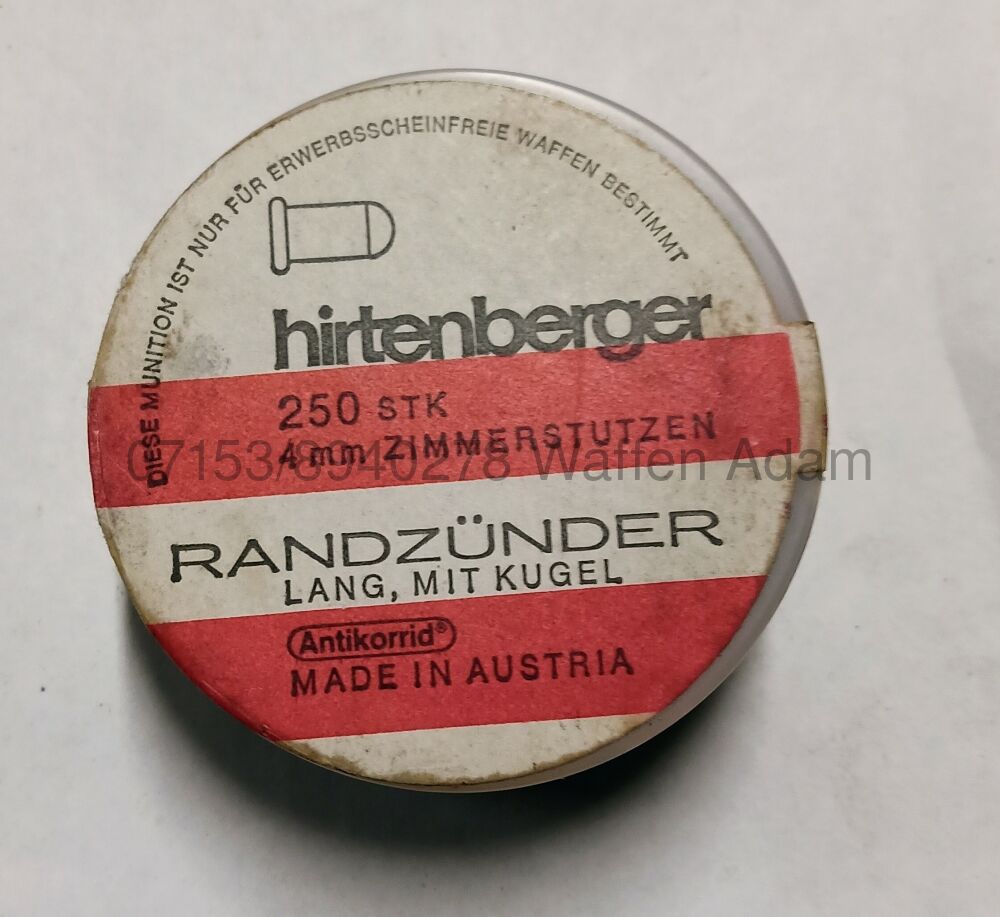 DIESE MUNITION IST NUR FÜR ERWERBSSCHEINFREIE WAFFEN BESTIMMT
hirtenberger
250 STK
4mm ZIMMERSTUTZEN
07153/8940278 Waffen Adam
RANDZÜNDER
LANG, MIT KUGEL
Antikorrid®
MADE IN AUSTRIA